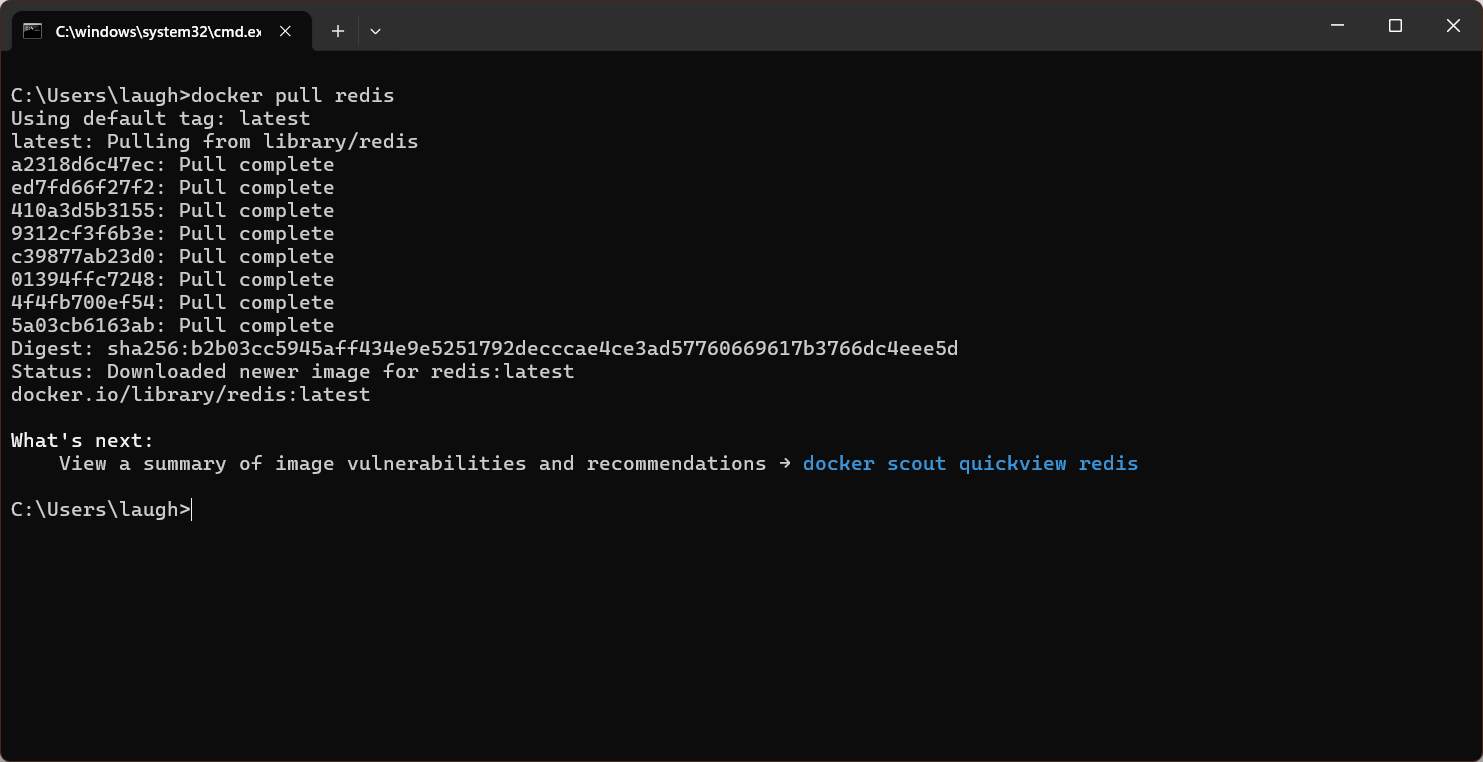 C:\windows\system32\cmd.ex
C:\Users\laugh>docker pull redis
Using default tag: latest
latest: Pulling from library/redis
a2318d6c47ec: Pull complete
ed7fd66f27f2: Pull complete
410a3d5b3155: Pull complete
9312cf3f6b3e: Pull complete
c39877ab23d0: Pull complete
01394ffc7248: Pull complete
4f4fb700ef54: Pull complete
5a03cb6163ab: Pull complete
Digest: sha256:b2b03cc5945aff434e9e5251792decccae4ce3ad57760669617b3766dc4eee5d
Status: Downloaded newer image for redis:latest
docker.io/library/redis:latest
What's next:
View a summary of image vulnerabilities and recommendations → docker scout quickview redis
C:\Users\laugh>